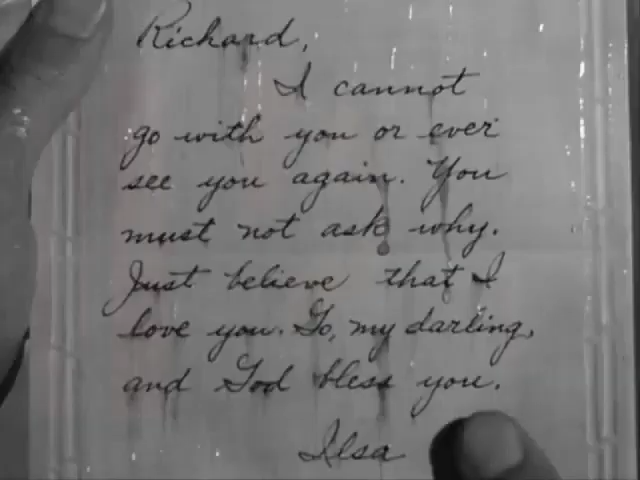 Richard,
I cannot
go with you or ever
see you again. You
must not ask why.
Just believe that I
love you. Go, my darling,
and God bless you.
Ilsa